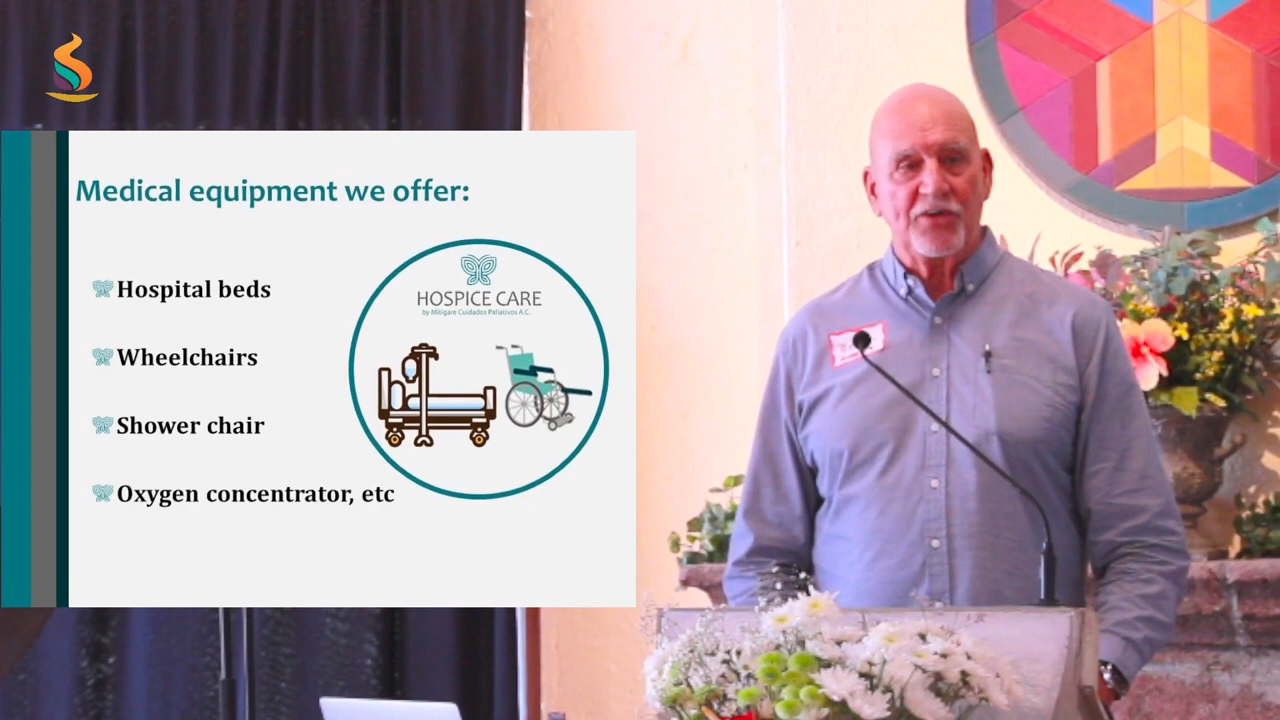 Medical equipment we offer:
Hospital beds
Wheelchairs
Shower chair
Oxygen concentrator, etc
HOSPICE CARE
by Mitigare Cuidados Paliativos A.C.